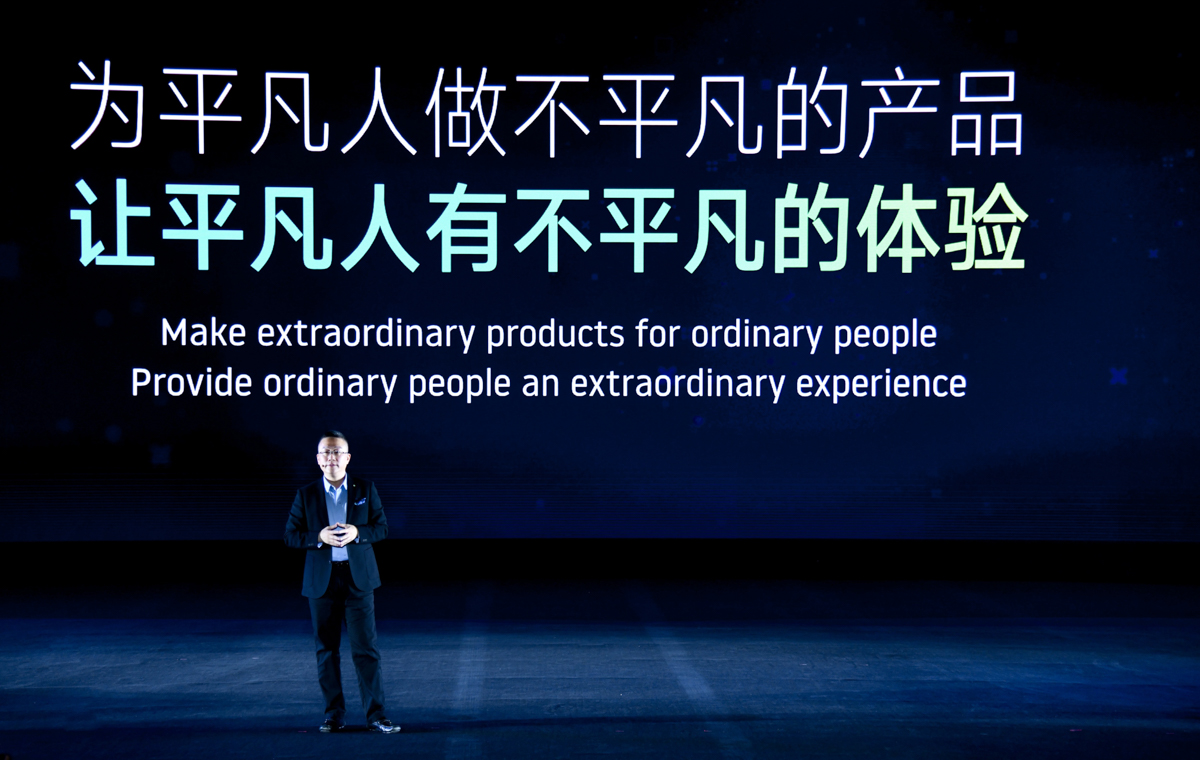 为平凡人做不平凡的产品
让平凡人有不平凡的体验
Make extraordinary products for ordinary people
Provide ordinary people an extraordinary experience